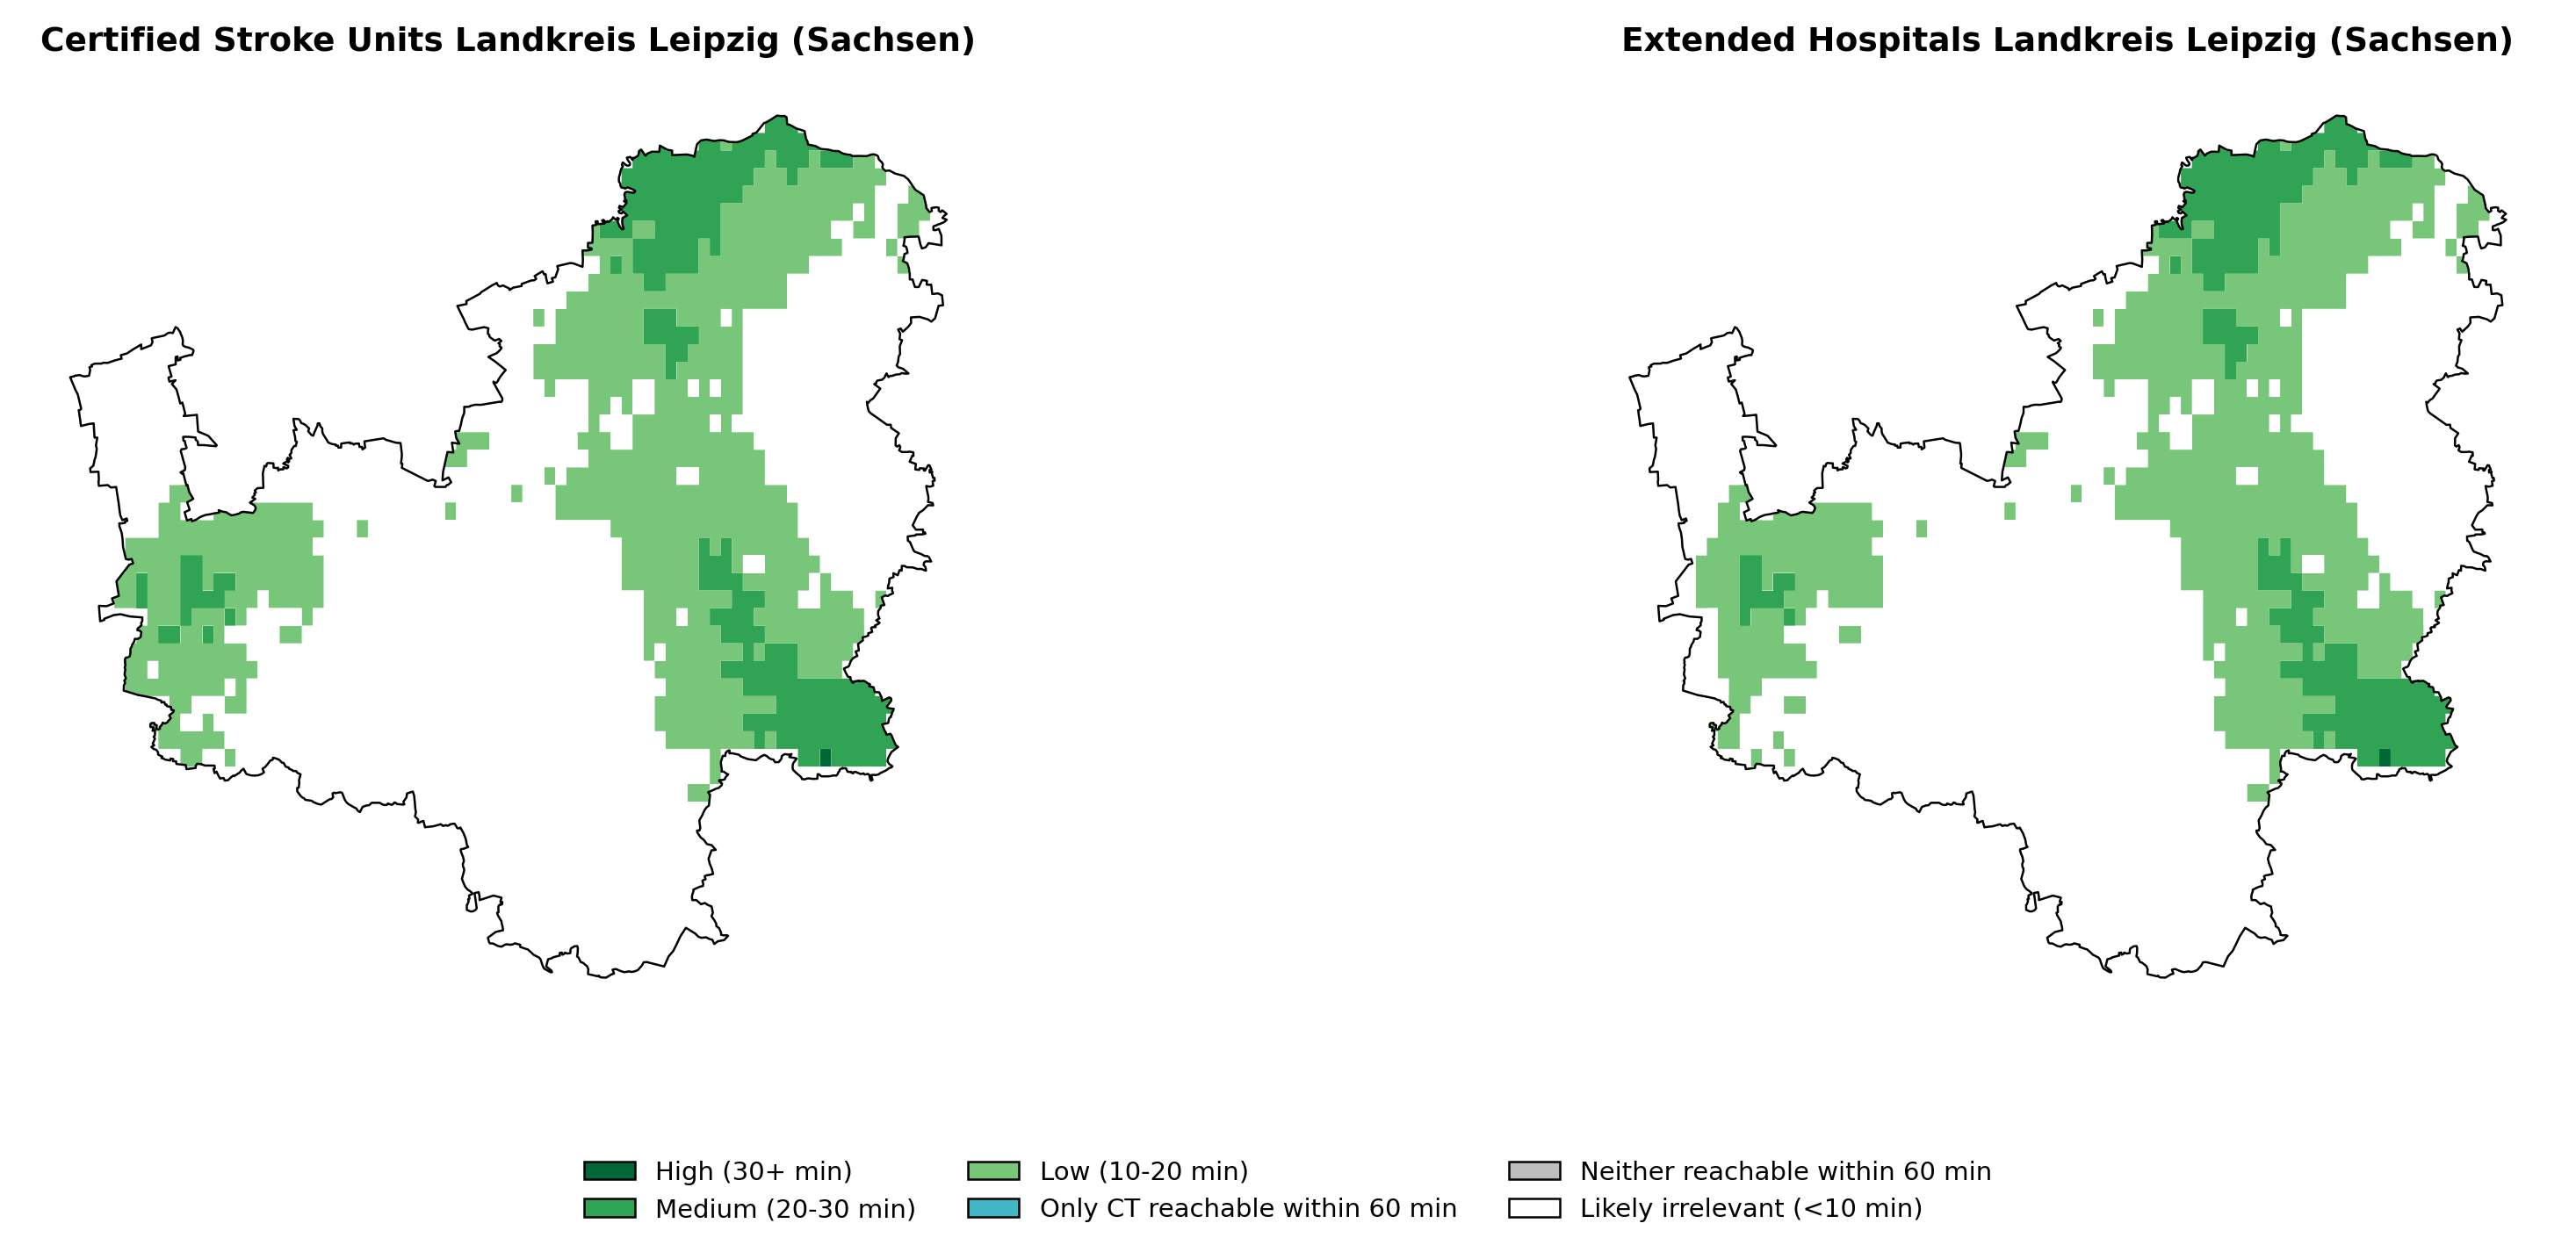 Certified Stroke Units Landkreis Leipzig (Sachsen)
Extended Hospitals Landkreis Leipzig (Sachsen)
High (30+ min)
Medium (20-30 min)
Low (10-20 min)
Only CT reachable within 60 min
Neither reachable within 60 min
Likely irrelevant (<10 min)